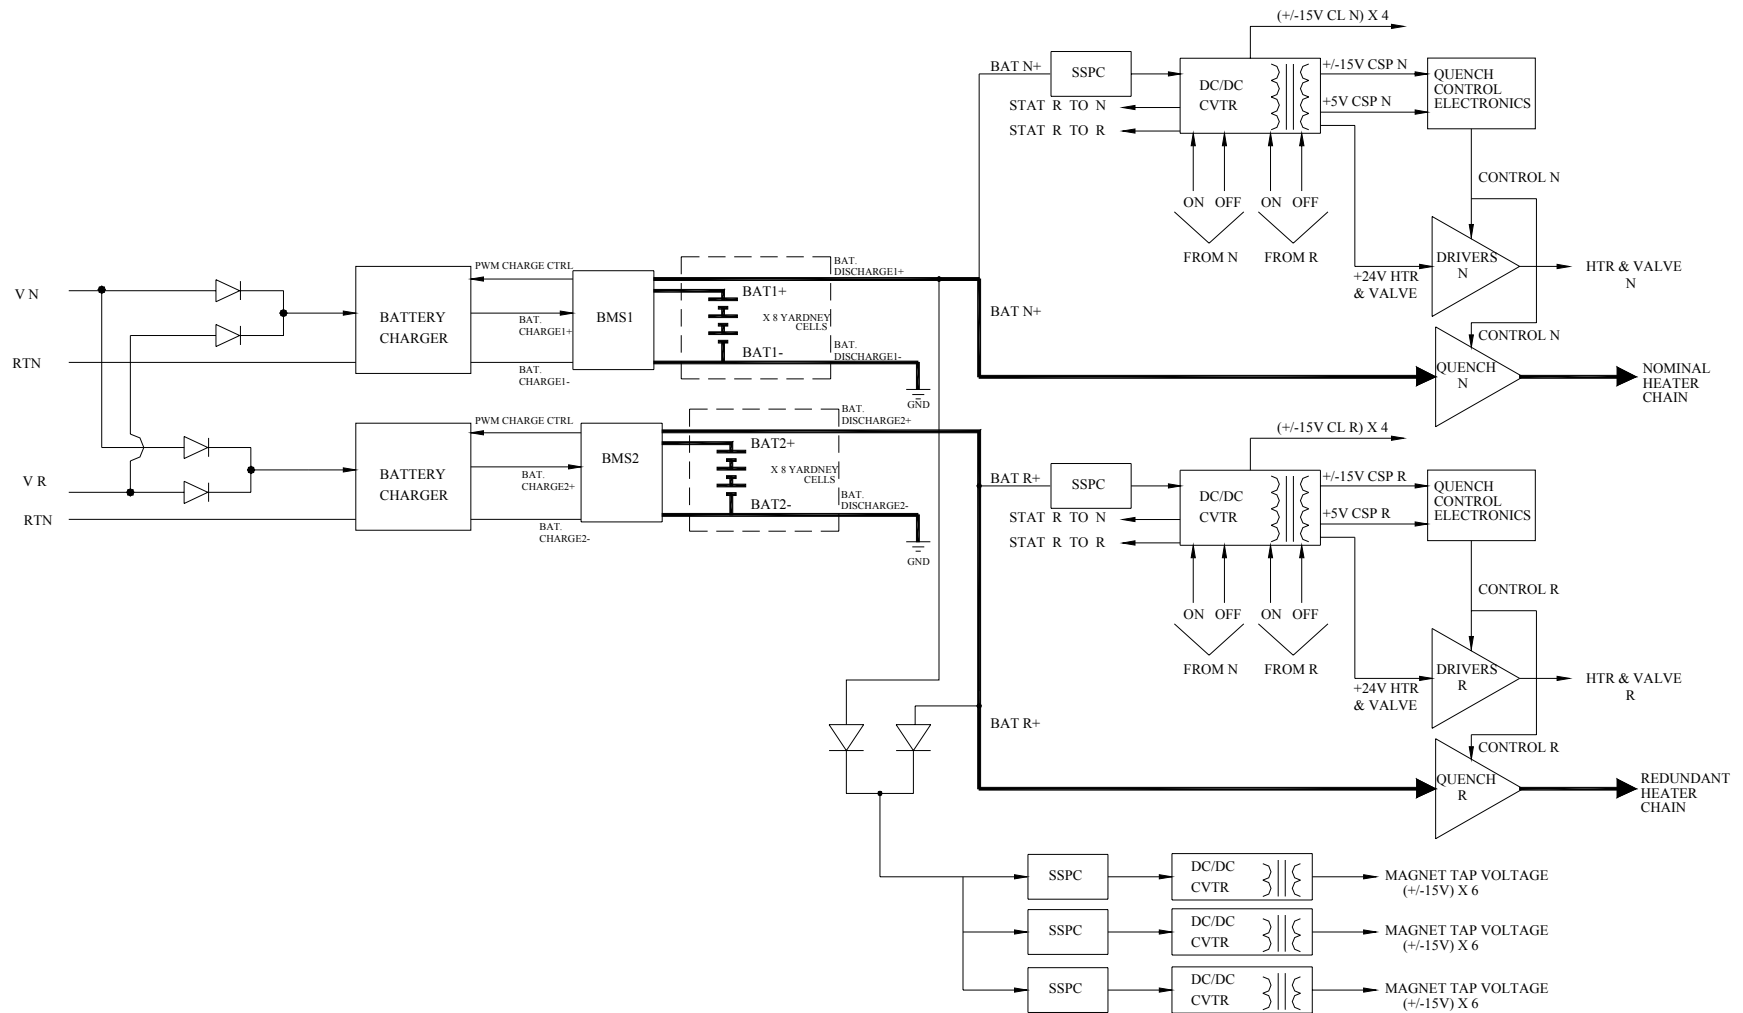 (+/-15V CL N) X 4
BAT N+
SSPC
DC/DC
CVTR
+/-15V CSP N
+5V CSP N
QUENCH
CONTROL
ELECTRONICS
STAT R TO N
STAT R TO R
ON OFF
ON OFF
FROM N
FROM R
CONTROL N
+24V HTR
& VALVE
DRIVERS
N
HTR & VALVE
N
V N
RTN
BATTERY
CHARGER
PWM CHARGE CTRL
BAT.
CHARGE1+
BAT.
CHARGE1-
BMS1
BAT1+
X 8 YARDNEY
CELLS
BAT1-
BAT.
DISCHARGE1+
BAT.
DISCHARGE1-
GND
BAT N+
CONTROL N
QUENCH
N
NOMINAL
HEATER
CHAIN
V R
RTN
BATTERY
CHARGER
PWM CHARGE CTRL
BAT.
CHARGE2+
BAT.
CHARGE2-
BMS2
BAT2+
X 8 YARDNEY
CELLS
BAT2-
BAT.
DISCHARGE2+
BAT.
DISCHARGE2-
GND
(+/-15V CL R) X 4
BAT R+
SSPC
DC/DC
CVTR
+/-15V CSP R
+5V CSP R
QUENCH
CONTROL
ELECTRONICS
STAT R TO N
STAT R TO R
ON OFF
ON OFF
FROM N
FROM R
CONTROL R
+24V HTR
& VALVE
DRIVERS
R
HTR & VALVE
R
BAT R+
CONTROL R
QUENCH
R
REDUNDANT
HEATER
CHAIN
SSPC
DC/DC
CVTR
MAGNET TAP VOLTAGE
(+/-15V) X 6
SSPC
DC/DC
CVTR
MAGNET TAP VOLTAGE
(+/-15V) X 6
SSPC
DC/DC
CVTR
MAGNET TAP VOLTAGE
(+/-15V) X 6